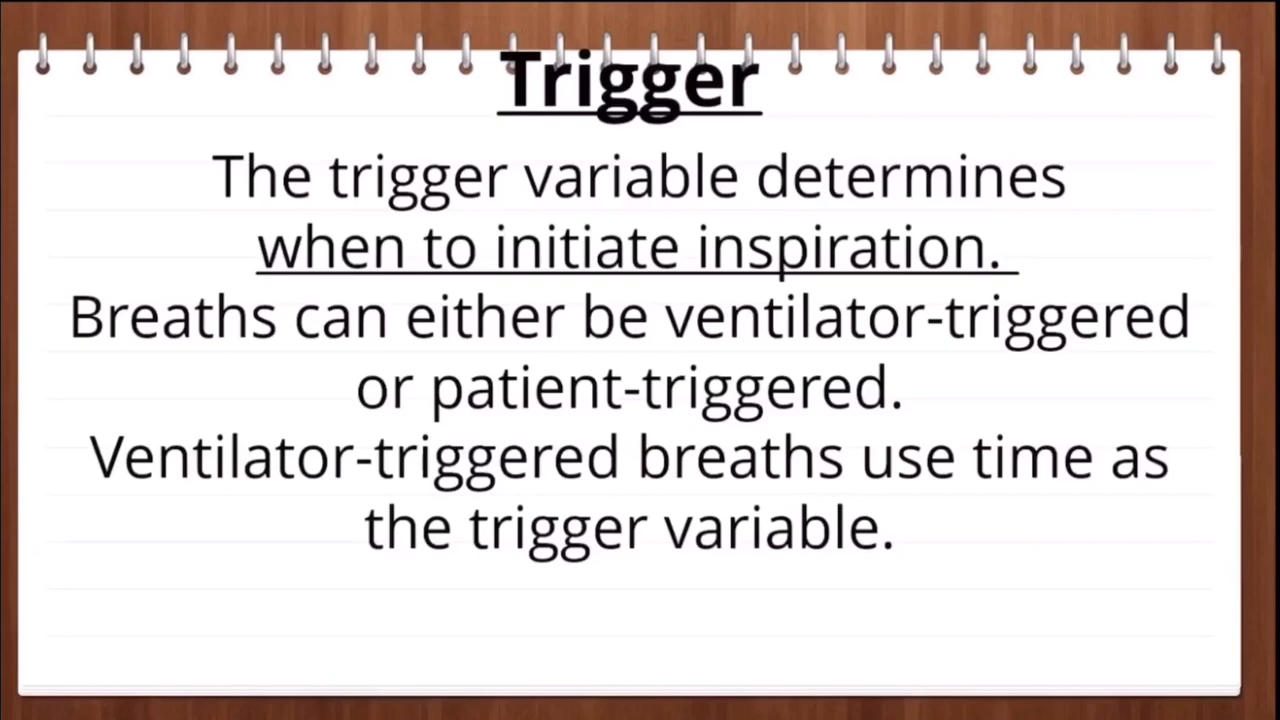 Trigger
The trigger variable determines
when to initiate inspiration.
Breaths can either be ventilator-triggered
or patient-triggered.
Ventilator-triggered breaths use time as
the trigger variable.